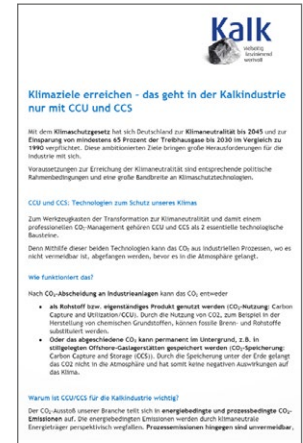 Kalk
vielseitig
faszinierend
wertvoll
Klimaziele erreichen - das geht in der Kalkindustrie
nur mit CCU und CCS
Mit dem Klimaschutzgesetz hat sich Deutschland zur Klimaneutralität bis 2045 und zur
Einsparung von mindestens 65 Prozent der Treibhausgase bis 2030 im Vergleich zu
1990 verpflichtet. Diese ambitionierten Ziele bringen große Herausforderungen für die
Industrie mit sich.
Voraussetzungen zur Erreichung der Klimaneutralität sind entsprechende politische
Rahmenbedingungen und eine große Bandbreite an Klimaschutztechnologien.
CCU und CCS: Technologien zum Schutz unseres Klimas
Zum Werkzeugkasten der Transformation zur Klimaneutralität und damit einem
professionellen CO₂-Management gehören CCU und CCS als 2 essentielle technologische
Bausteine.
Denn Mithilfe dieser beiden Technologien kann das CO₂ aus industriellen Prozessen, wo es
nicht vermeidbar ist, abgefangen werden, bevor es in die Atmosphäre gelangt.
Wie funktioniert das?
Nach CO₂-Abscheidung an Industrieanlagen kann das CO₂ entweder
• als Rohstoff bzw. eigenständiges Produkt genutzt werden (CO₂-Nutzung: Carbon
Capture and Utilization/CCU). Durch die Nutzung von CO2, zum Beispiel in der
Herstellung von chemischen Grundstoffen, können fossile Brenn- und Rohstoffe
substituiert werden.
• Oder das abgeschiedene CO₂ kann permanent im Untergrund, z.B. in
stillgelegten Offshore-Gaslagerstätten gespeichert werden (CO₂-Speicherung:
Carbon Capture and Storage (CCS)). Durch die Speicherung unter der Erde gelangt
das CO2 nicht in die Atmosphäre und hat somit keine negativen Auswirkungen auf
das Klima.
Warum ist CCU/CCS für die Kalkindustrie wichtig?
Der CO₂-Ausstoß unserer Branche teilt sich in energiebedingte und prozessbedingte CO₂-
Emissionen auf. Die energiebedingten Emissionen werden durch klimaneutrale
Energieträger perspektivisch wegfallen. Prozessemissionen hingegen sind unvermeidbar.